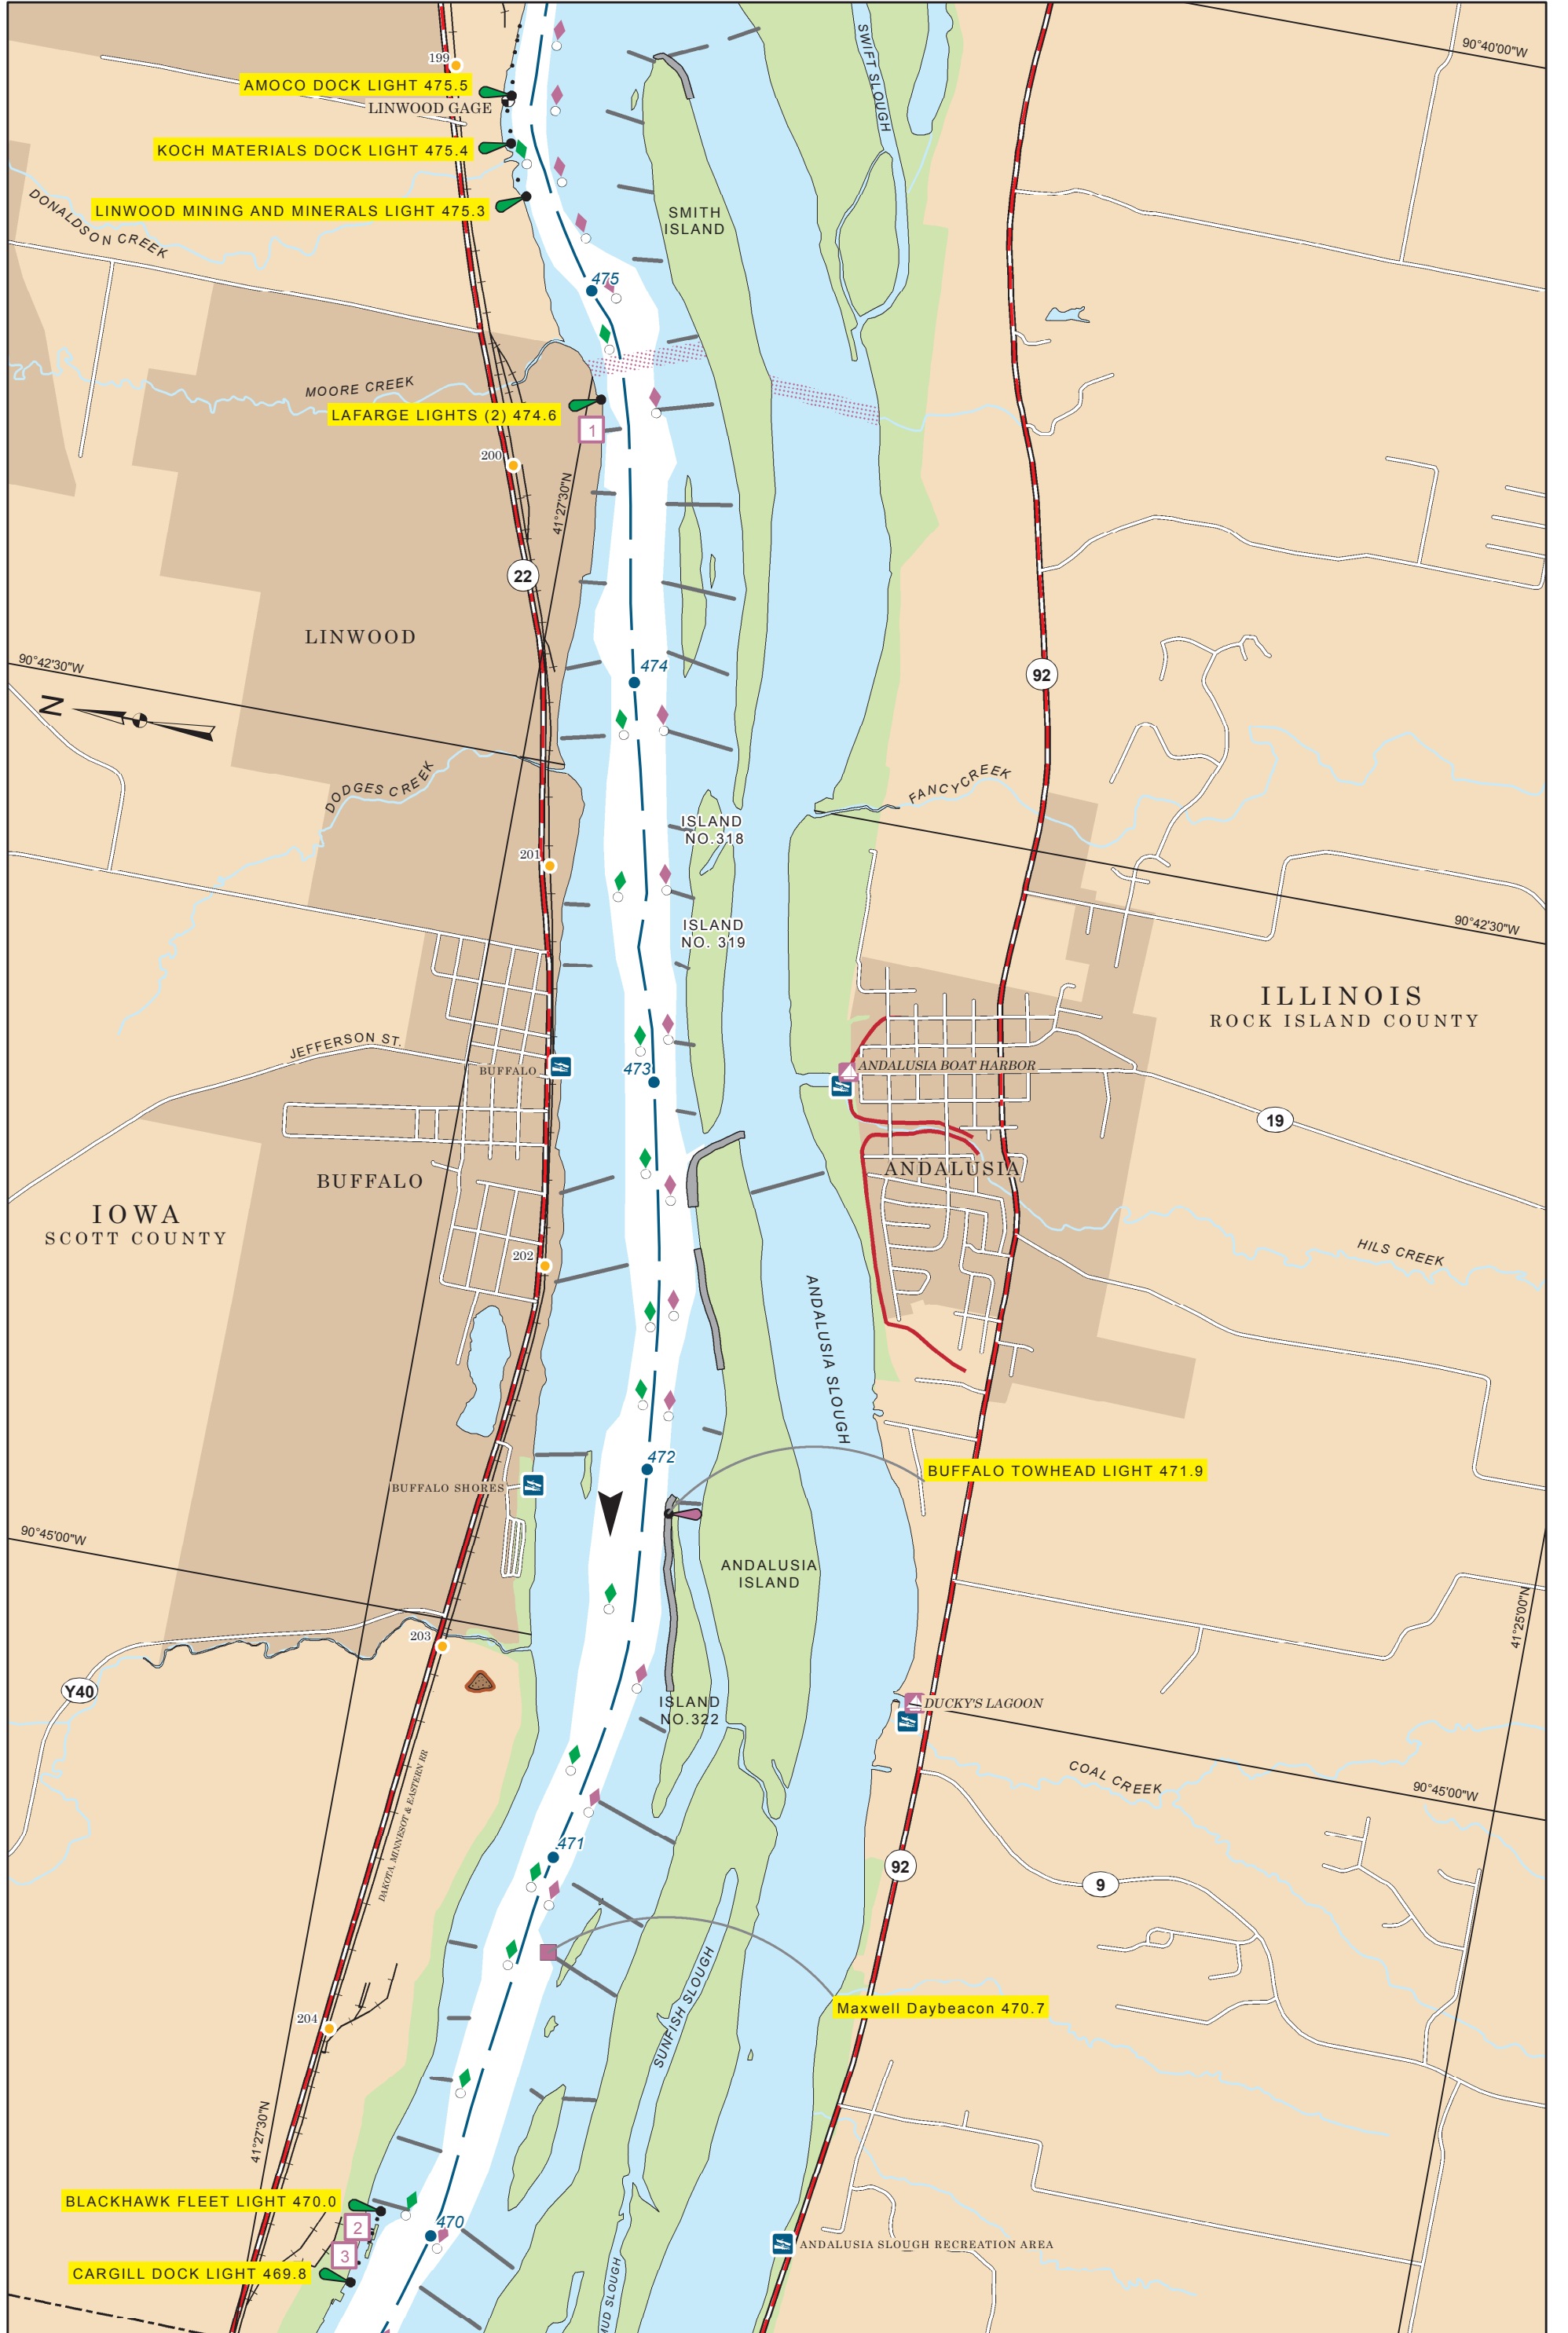 199
90°40'00"W
SWIFT SLOUGH
AMOCO DOCK LIGHT 475.5
LINWOOD GAGE
KOCH MATERIALS DOCK LIGHT 475.4
LINWOOD MINING AND MINERALS LIGHT 475.3
DONALDSON CREEK
SMITH
ISLAND
475
MOORE CREEK
LAFARGE LIGHTS (2) 474.6
1
200
41°27'30"N
22
LINWOOD
90°42'30"W
474
92
N
DODGES CREEK
FANCY CREEK
ISLAND
NO.318
201
ISLAND
NO. 319
90°42'30"W
ILLINOIS
ROCK ISLAND COUNTY
JEFFERSON ST.
BUFFALO
473
ANDALUSIA BOAT HARBOR
19
BUFFALO
ANDALUSIA
IOWA
SCOTT COUNTY
HILS CREEK
202
ANDALUSIA SLOUGH
472
BUFFALO TOWHEAD LIGHT 471.9
BUFFALO SHORES
90°45'00"W
ANDALUSIA
ISLAND
41°25'00"N
203
Y40
ISLAND
NO.322
DUCKY'S LAGOON
DAKOTA, MINNESOT & EASTERN RR
COAL CREEK
90°45'00"W
471
92
9
SUNFISH SLOUGH
Maxwell Daybeacon 470.7
204
41°27'30"N
BLACKHAWK FLEET LIGHT 470.0
2
470
3
ANDALUSIA SLOUGH RECREATION AREA
CARGILL DOCK LIGHT 469.8
MUD SLOUGH